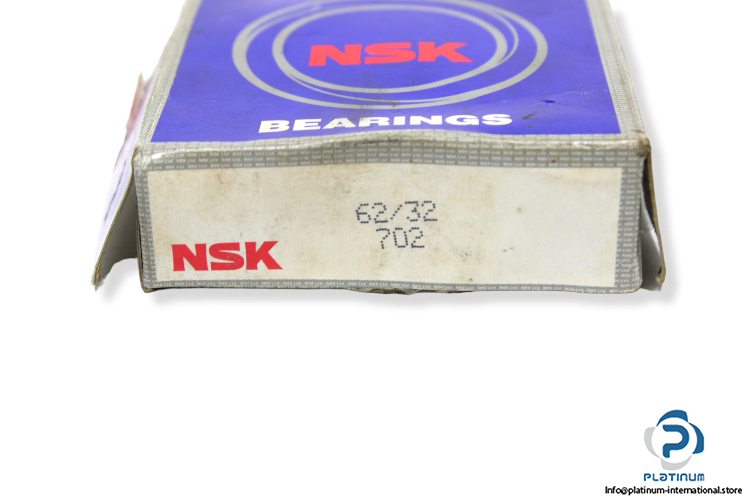 NSK
BEARINGS
62/32
702
NSK
PLATINUM
Info@platinum-international.store